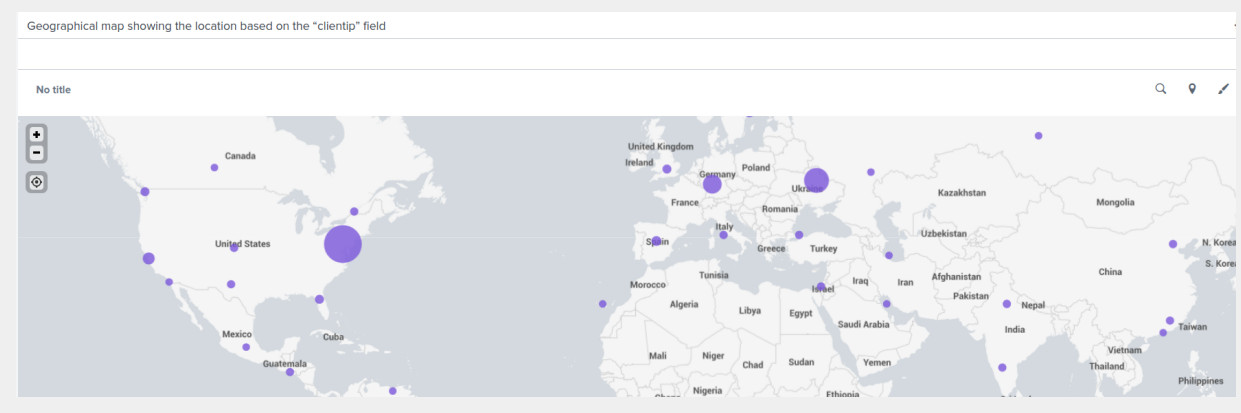 Geographical map showing the location based on the “clientip” field
No title
+
−
United Kingdom
Canada
Ireland
Poland
Germany
Ukraine
Kazakhstan
France
Mongolia
Romania
Italy
Uzbekistan
United States
Spain
N. Korea
Greece
Turkey
S. Korea
China
Tunisia
Afghanistan
Morocco
Iraq
Iran
Israel
Pakistan
Algeria
Nepal
Libya
Egypt
Saudi Arabia
Taiwan
India
Mexico
Cuba
Vietnam
Mali
Niger
Sudan
Yemen
Guatemala
Chad
Thailand
Philippines
Nigeria
Ethiopia